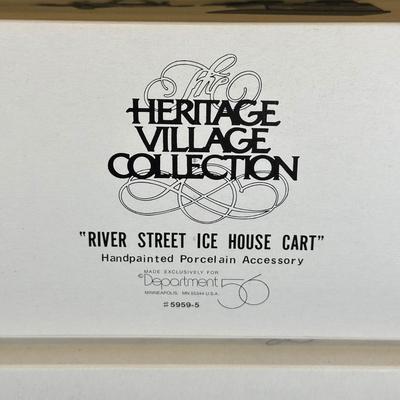 The
HERITAGE
VILLAGE
COLLECTION
"RIVER STREET ICE HOUSE CART"
Handpainted Porcelain Accessory
MADE EXCLUSIVELY FOR
©Department 56
MINNEAPOLIS, MN 55344 U.S.A.
#5959-5